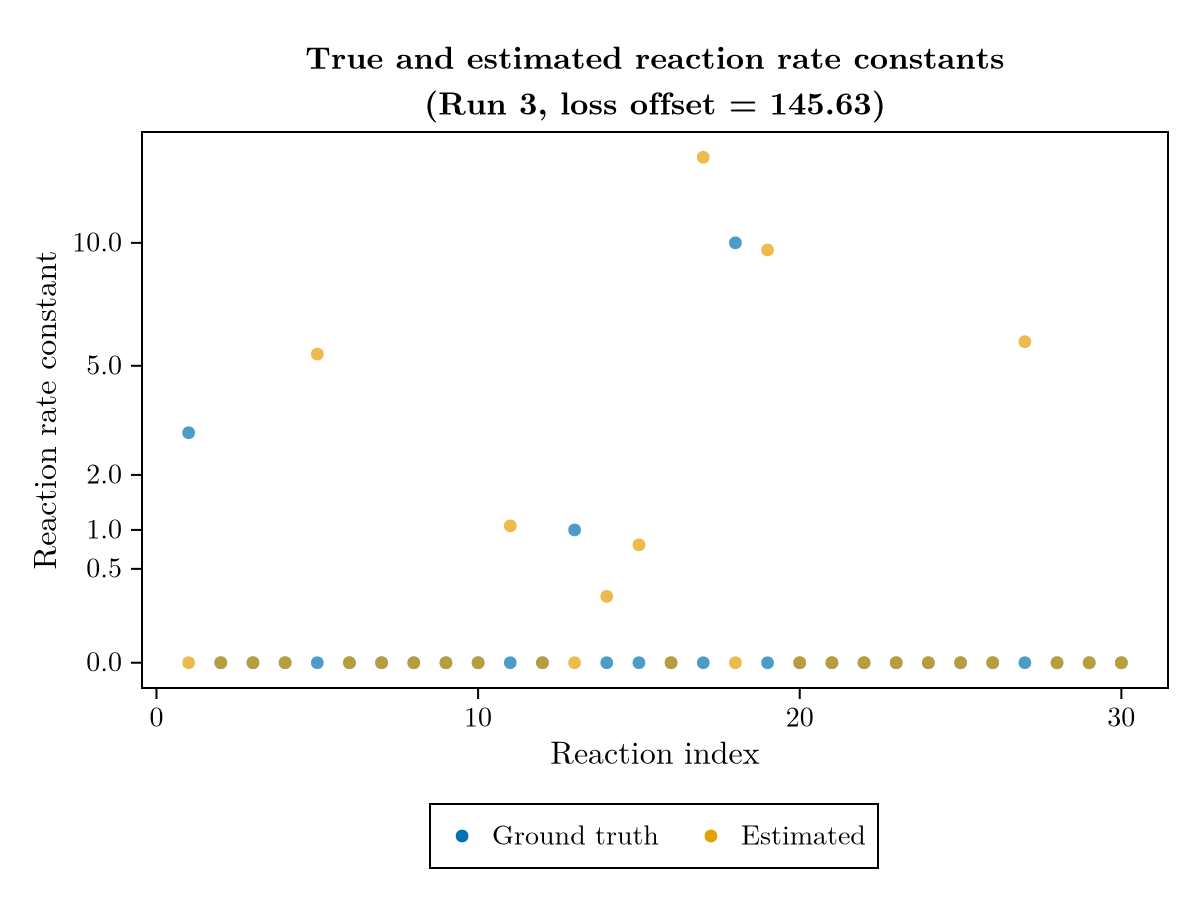 True and estimated reaction rate constants
(Run 3, loss offset = 145.63)
Reaction rate constant
10.0
5.0
2.0
1.0
0.5
0.0
0 10 20 30
Reaction index
Ground truth Estimated